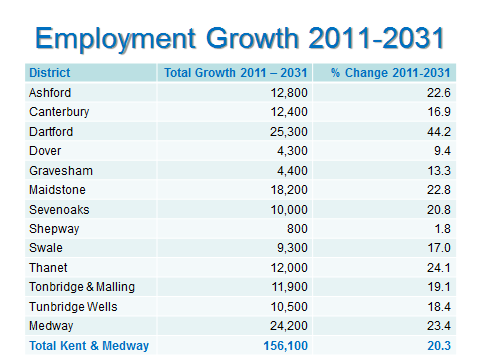 Employment Growth 2011-2031
District Total Growth 2011 – 2031 % Change 2011-2031
Ashford 12,800 22.6
Canterbury 12,400 16.9
Dartford 25,300 44.2
Dover 4,300 9.4
Gravesham 4,400 13.3
Maidstone 18,200 22.8
Sevenoaks 10,000 20.8
Shepway 800 1.8
Swale 9,300 17.0
Thanet 12,000 24.1
Tonbridge & Malling 11,900 19.1
Tunbridge Wells 10,500 18.4
Medway 24,200 23.4
Total Kent & Medway 156,100 20.3